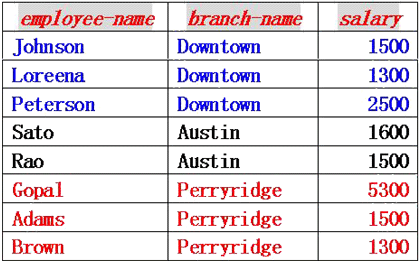 employee-name branch-name salary
Johnson Downtown 1500
Loreena Downtown 1300
Peterson Downtown 2500
Sato Austin 1600
Rao Austin 1500
Gopal Perryridge 5300
Adams Perryridge 1500
Brown Perryridge 1300